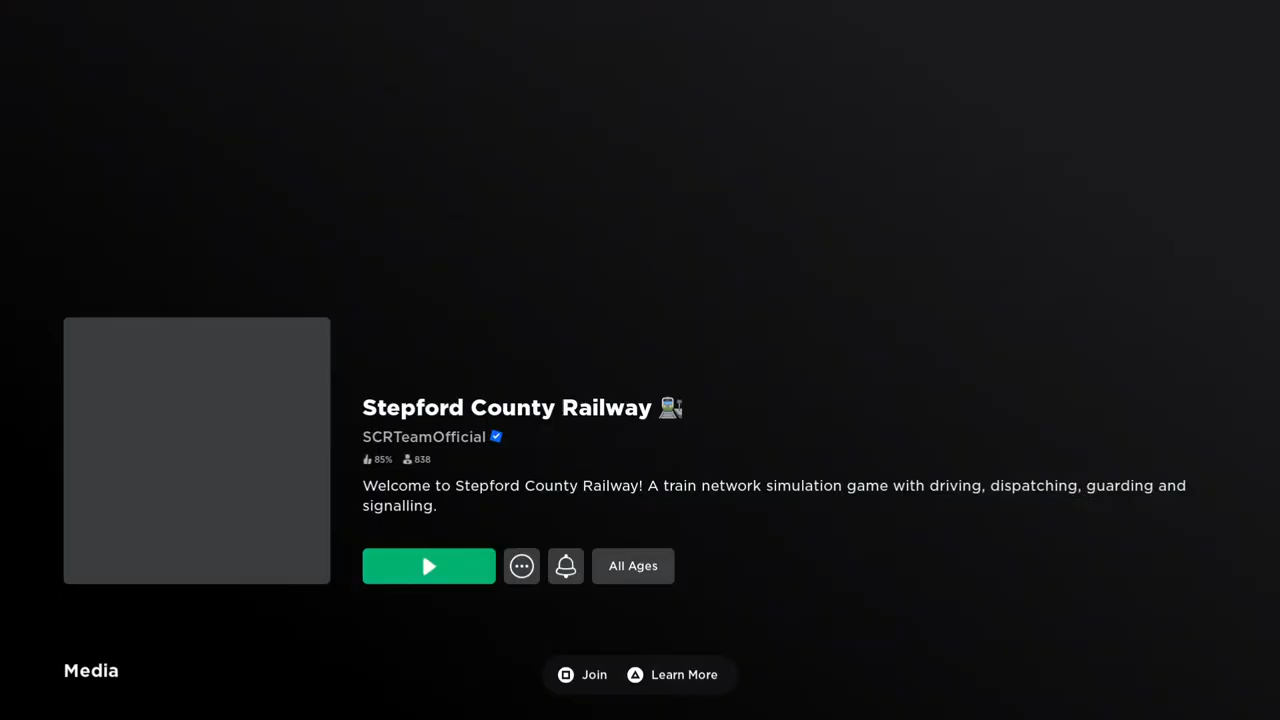 Stepford County Railway 🚉
SCRTeamOfficial
85% 838
Welcome to Stepford County Railway! A train network simulation game with driving, dispatching, guarding and
signalling.
All Ages
Media
Join Learn More